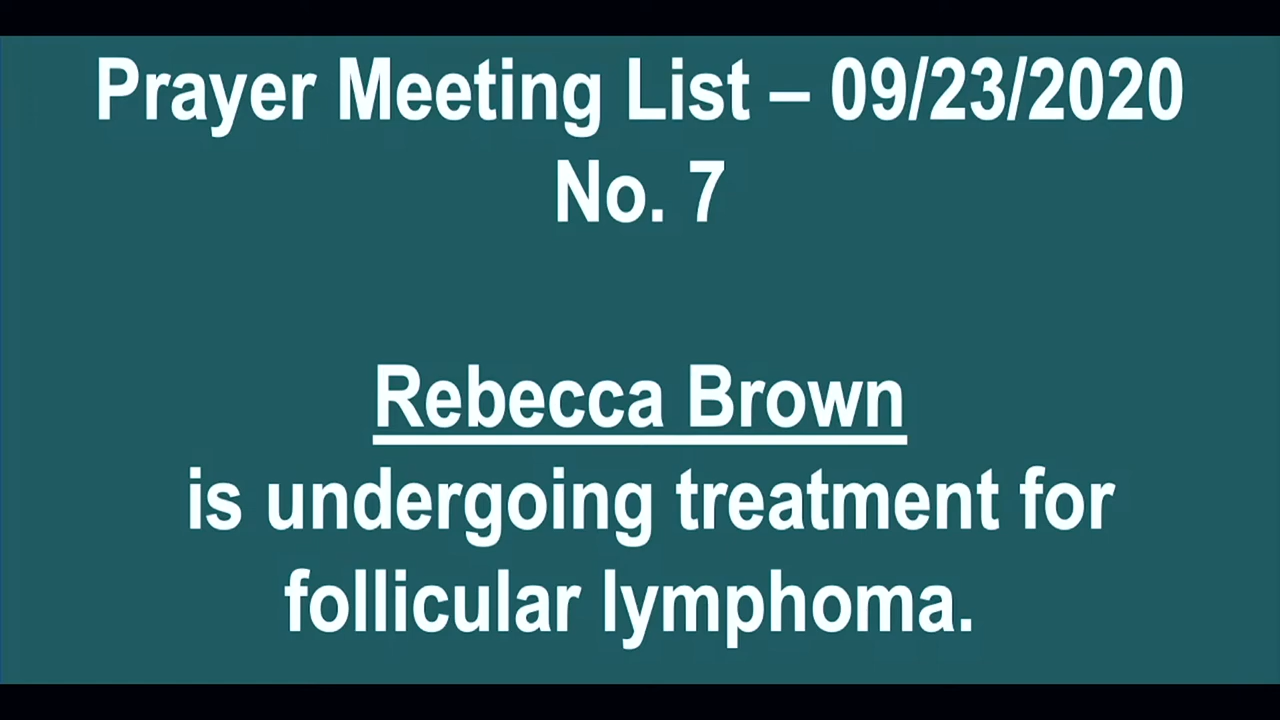 Prayer Meeting List – 09/23/2020
No. 7
Rebecca Brown
is undergoing treatment for
follicular lymphoma.